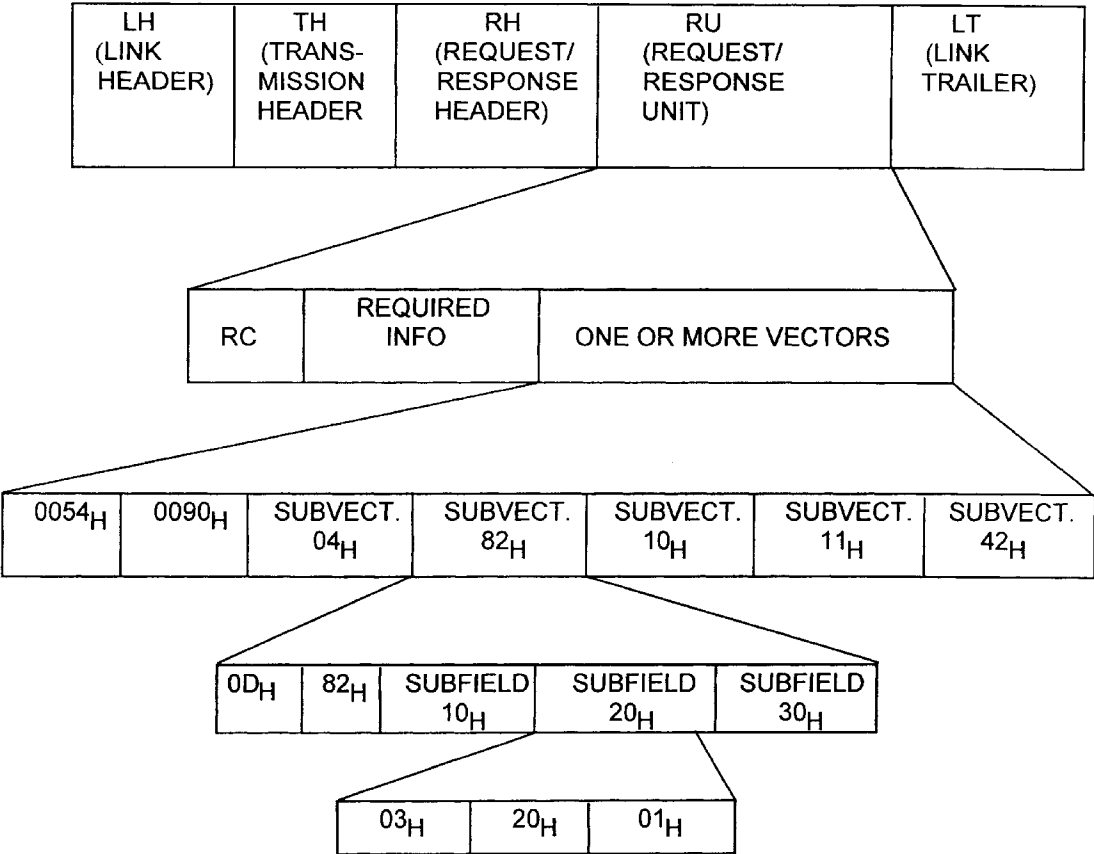 LH
(LINK
HEADER)
TH
(TRANS-
MISSION
HEADER
RH
(REQUEST/
RESPONSE
HEADER)
RU
(REQUEST/
RESPONSE
UNIT)
LT
(LINK
TRAILER)
RC
REQUIRED
INFO
ONE OR MORE VECTORS
0054H
0090H
SUBVECT.
04H
SUBVECT.
82H
SUBVECT.
10H
SUBVECT.
11H
SUBVECT.
42H
0DH
82H
SUBFIELD
10H
SUBFIELD
20H
SUBFIELD
30H
03H
20H
01H